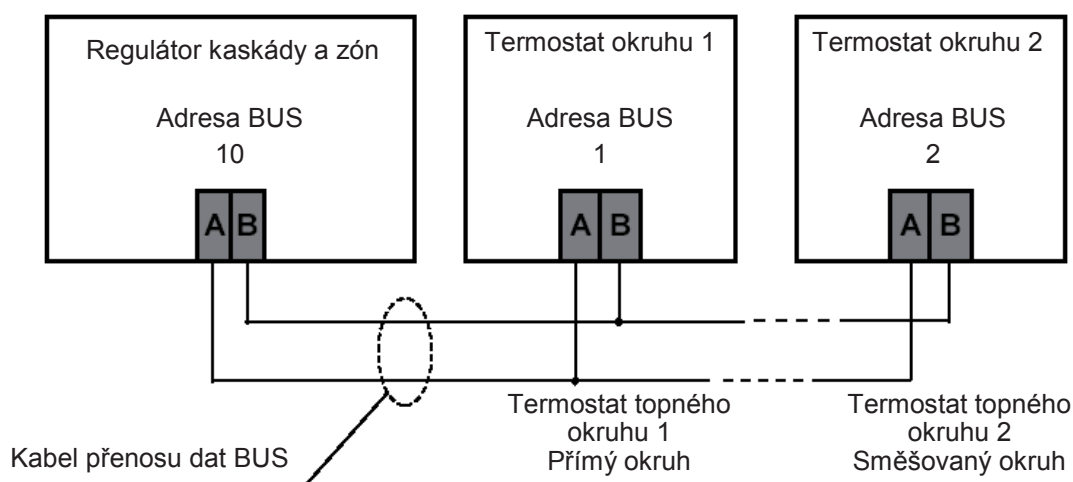 Regulátor kaskády a zón
Adresa BUS
10
A B
Termostat okruhu 1
Adresa BUS
1
A B
Termostat okruhu 2
Adresa BUS
2
A B
Termostat topného
okruhu 1
Přímý okruh
Termostat topného
okruhu 2
Směšovaný okruh
Kabel přenosu dat BUS